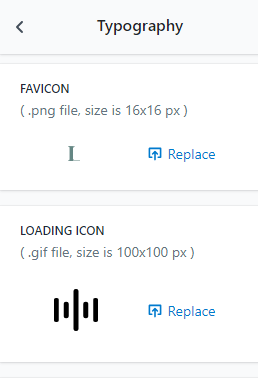 Typography
FAVICON
( .png file, size is 16x16 px )
L
Replace
LOADING ICON
( .gif file, size is 100x100 px )
Replace